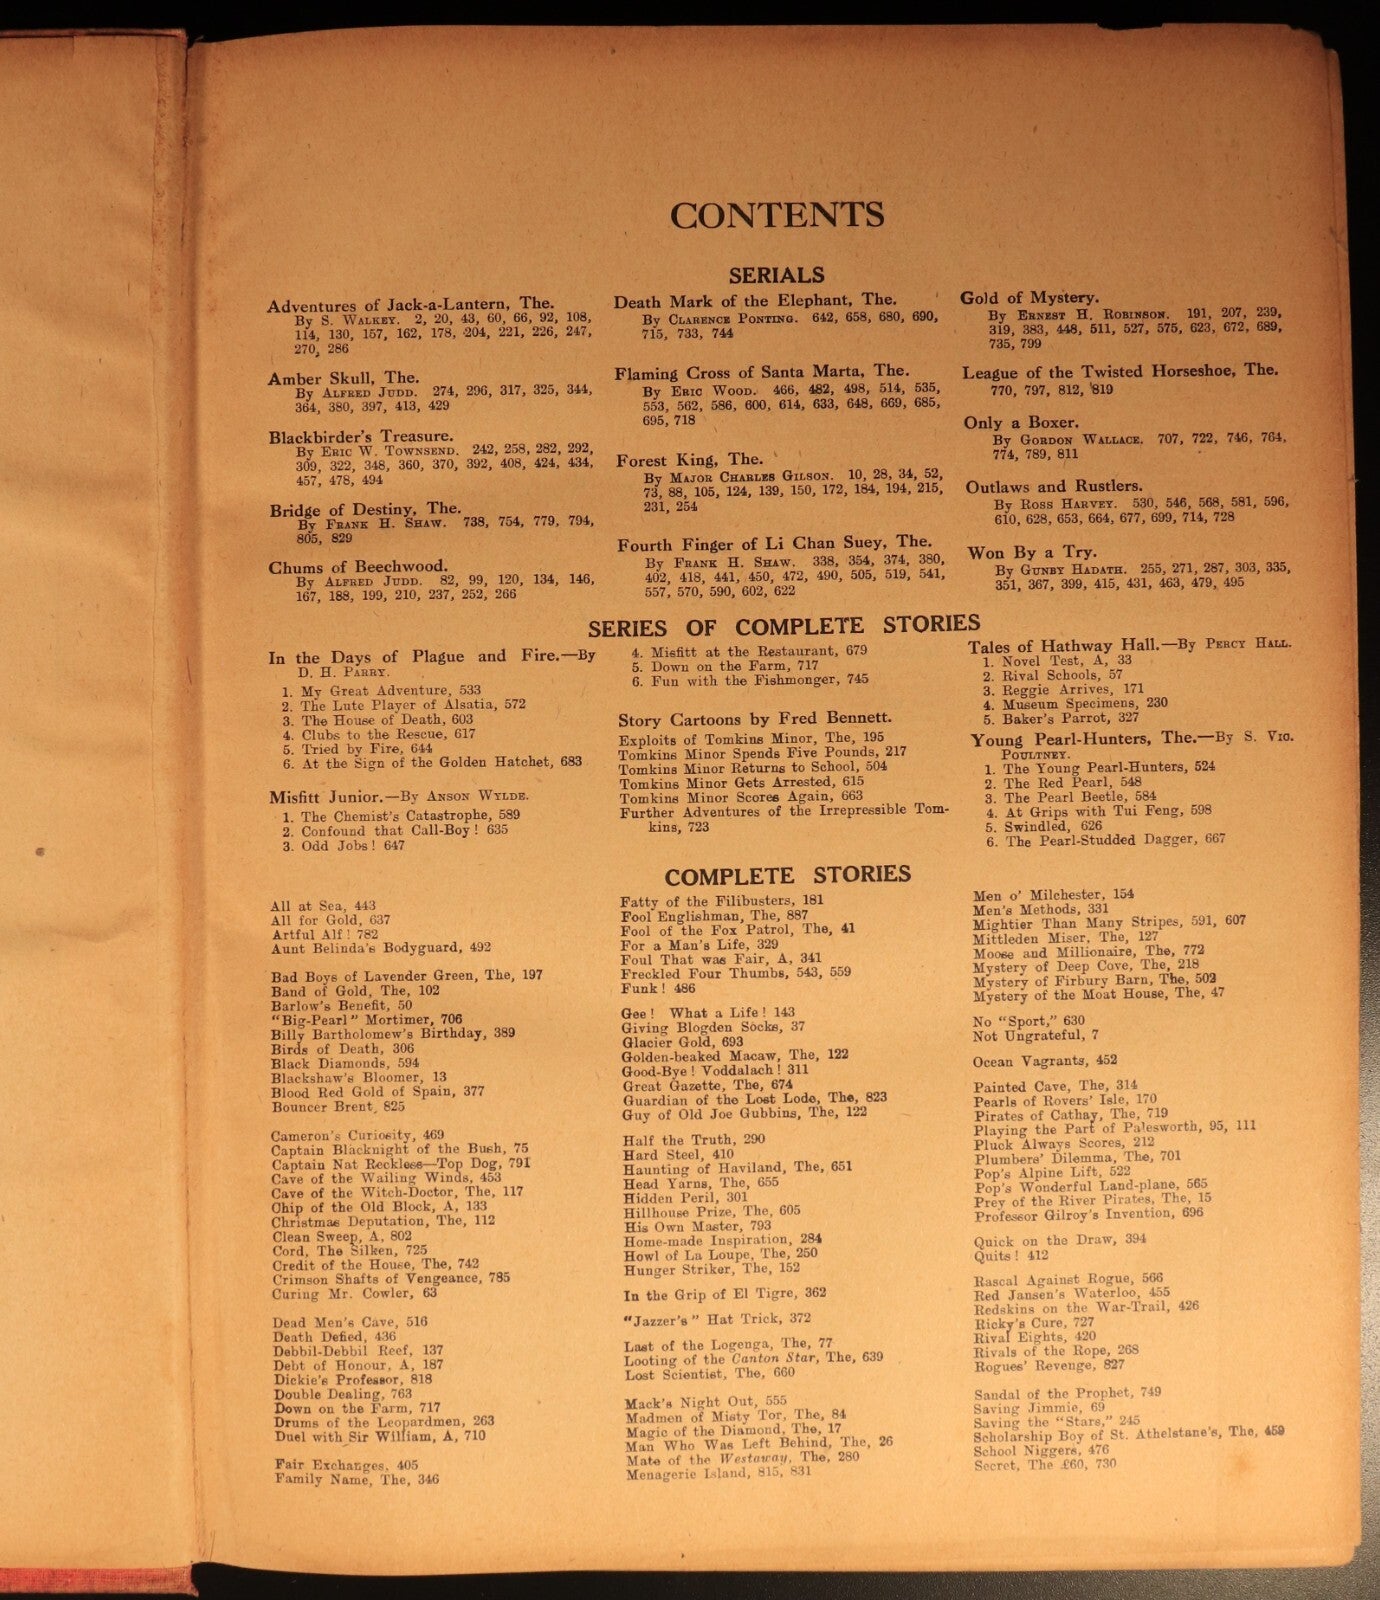 CONTENTS
SERIALS
Adventures of Jack-a-Lantern, The.
By S. WALKEY. 2, 20, 43, 60, 66, 92, 108,
114, 130, 157, 162, 178, 204, 221, 226, 247,
270, 286
Amber Skull, The.
By ALFRED JUDD. 274, 296, 317, 325, 344,
364, 380, 397, 413, 429
Blackbirder's Treasure.
By ERIC W. TOWNSEND. 242, 258, 282, 292,
309, 322, 348, 360, 370, 392, 408, 424, 434,
457, 478, 494
Bridge of Destiny, The.
By FRANK H. SHAW. 738, 754, 779, 794,
805, 829
Chums of Beechwood.
By ALFRED JUDD. 82, 99, 120, 134, 146,
167, 188, 199, 210, 237, 252, 266
Death Mark of the Elephant, The.
By CLARENCE PONTING. 642, 658, 680, 690,
715, 733, 744
Flaming Cross of Santa Marta, The.
By ERIC WOOD. 466, 482, 498, 514, 535,
553, 562, 586, 600, 614, 633, 648, 669, 685,
695, 718
Forest King, The.
By MAJOR CHARLES GILSON. 10, 28, 34, 52,
73, 88, 105, 124, 139, 150, 172, 184, 194, 215,
231, 254
Fourth Finger of Li Chan Suey, The.
By FRANK H. SHAW. 338, 354, 374, 380,
402, 418, 441, 450, 472, 490, 505, 519, 541,
557, 570, 590, 602, 622
Gold of Mystery.
By ERNEST H. ROBINSON. 191, 207, 239,
319, 383, 448, 511, 527, 575, 623, 672, 689,
735, 799
League of the Twisted Horseshoe, The.
770, 797, 812, 819
Only a Boxer.
By GORDON WALLACE. 707, 722, 746, 764,
774, 789, 811
Outlaws and Rustlers.
By ROSS HARVEY. 530, 546, 568, 581, 596,
610, 628, 653, 664, 677, 699, 714, 728
Won By a Try.
By GUNBY HADATH. 255, 271, 287, 303, 335,
351, 367, 399, 415, 431, 463, 479, 495
SERIES OF COMPLETE STORIES
In the Days of Plague and Fire.—By
D. H. PARRY.
1. My Great Adventure, 533
2. The Lute Player of Alsatia, 572
3. The House of Death, 603
4. Clubs to the Rescue, 617
5. Tried by Fire, 644
6. At the Sign of the Golden Hatchet, 683
Misfitt Junior.—By ANSON WYLDE.
1. The Chemist's Catastrophe, 589
2. Confound that Call-Boy! 635
3. Odd Jobs! 647
4. Misfitt at the Restaurant, 679
5. Down on the Farm, 717
6. Fun with the Fishmonger, 745
Story Cartoons by Fred Bennett.
Exploits of Tomkins Minor, The, 195
Tomkins Minor Spends Five Pounds, 217
Tomkins Minor Returns to School, 504
Tomkins Minor Gets Arrested, 615
Tomkins Minor Scores Again, 663
Further Adventures of the Irrepressible Tom-
kins, 723
Tales of Hathway Hall.—By PERCY HALL.
1. Novel Test, A, 33
2. Rival Schools, 57
3. Reggie Arrives, 171
4. Museum Specimens, 230
5. Baker's Parrot, 327
Young Pearl-Hunters, The.—By S. VIG.
POULTNEY.
1. The Young Pearl-Hunters, 524
2. The Red Pearl, 548
3. The Pearl Beetle, 584
4. At Grips with Tui Feng, 598
5. Swindled, 626
6. The Pearl-Studded Dagger, 667
COMPLETE STORIES
All at Sea, 443
All for Gold, 637
Artful Alf! 782
Aunt Belinda's Bodyguard, 492
Bad Boys of Lavender Green, The, 197
Band of Gold, The, 102
Barlow's Benefit, 50
"Big-Pearl" Mortimer, 706
Billy Bartholomew's Birthday, 389
Birds of Death, 306
Black Diamonds, 594
Blackshaw's Bloomer, 13
Blood Red Gold of Spain, 377
Bouncer Brent, 825
Cameron's Curiosity, 469
Captain Blacknight of the Bush, 75
Captain Nat Reckless—Top Dog, 791
Cave of the Wailing Winds, 453
Cave of the Witch-Doctor, The, 117
Chip of the Old Block, A, 133
Christmas Deputation, The, 112
Clean Sweep, A, 802
Cord, The Silken, 725
Credit of the House, The, 742
Crimson Shafts of Vengeance, 785
Curing Mr. Cowler, 63
Dead Men's Cave, 516
Death Defied, 436
Debbil-Debbil Reef, 137
Debt of Honour, A, 187
Dickie's Professor, 818
Double Dealing, 763
Down on the Farm, 717
Drums of the Leopardmen, 263
Duel with Sir William, A, 710
Fair Exchanges, 405
Family Name, The, 346
Fatty of the Filibusters, 181
Fool Englishman, The, 887
Fool of the Fox Patrol, The, 41
For a Man's Life, 329
Foul That was Fair, A, 341
Freckled Four Thumbs, 543, 559
Funk! 486
Gee! What a Life! 143
Giving Blogden Socks, 37
Glacier Gold, 693
Golden-beaked Macaw, The, 122
Good-Bye! Voddalach! 311
Great Gazette, The, 674
Guardian of the Lost Lode, The, 823
Guy of Old Joe Gubbins, The, 122
Half the Truth, 290
Hard Steel, 410
Haunting of Haviland, The, 651
Head Yarns, The, 655
Hidden Peril, 301
Hillhouse Prize, The, 605
His Own Master, 793
Home-made Inspiration, 284
Howl of La Loupe, The, 250
Hunger Striker, The, 152
In the Grip of El Tigre, 362
"Jazzer's" Hat Trick, 372
Last of the Logenga, The, 77
Looting of the Canton Star, The, 639
Lost Scientist, The, 660
Mack's Night Out, 555
Madmen of Misty Tor, The, 84
Magic of the Diamond, The, 17
Man Who Was Left Behind, The, 26
Mate of the Westaway, The, 280
Menagerie Island, 815, 831
Men o' Milchester, 154
Men's Methods, 331
Mightier Than Many Stripes, 591, 607
Mittleden Miser, The, 127
Moose and Millionaire, The, 772
Mystery of Deep Cove, The, 218
Mystery of Firbury Barn, The, 502
Mystery of the Moat House, The, 47
No "Sport," 630
Not Ungrateful, 7
Ocean Vagrants, 452
Painted Cave, The, 314
Pearls of Rovers' Isle, 170
Pirates of Cathay, The, 719
Playing the Part of Palesworth, 95, 111
Pluck Always Scores, 212
Plumbers' Dilemma, The, 701
Pop's Alpine Lift, 522
Pop's Wonderful Land-plane, 565
Prey of the River Pirates, The, 15
Professor Gilroy's Invention, 696
Quick on the Draw, 394
Quits! 412
Rascal Against Rogue, 566
Red Jansen's Waterloo, 455
Redskins on the War-Trail, 426
Ricky's Cure, 727
Rival Eights, 420
Rivals of the Rope, 268
Rogues' Revenge, 827
Sandal of the Prophet, 749
Saving Jimmie, 69
Saving the "Stars," 245
Scholarship Boy of St. Athelstane's, The, 459
School Niggers, 476
Secret, The £60, 730